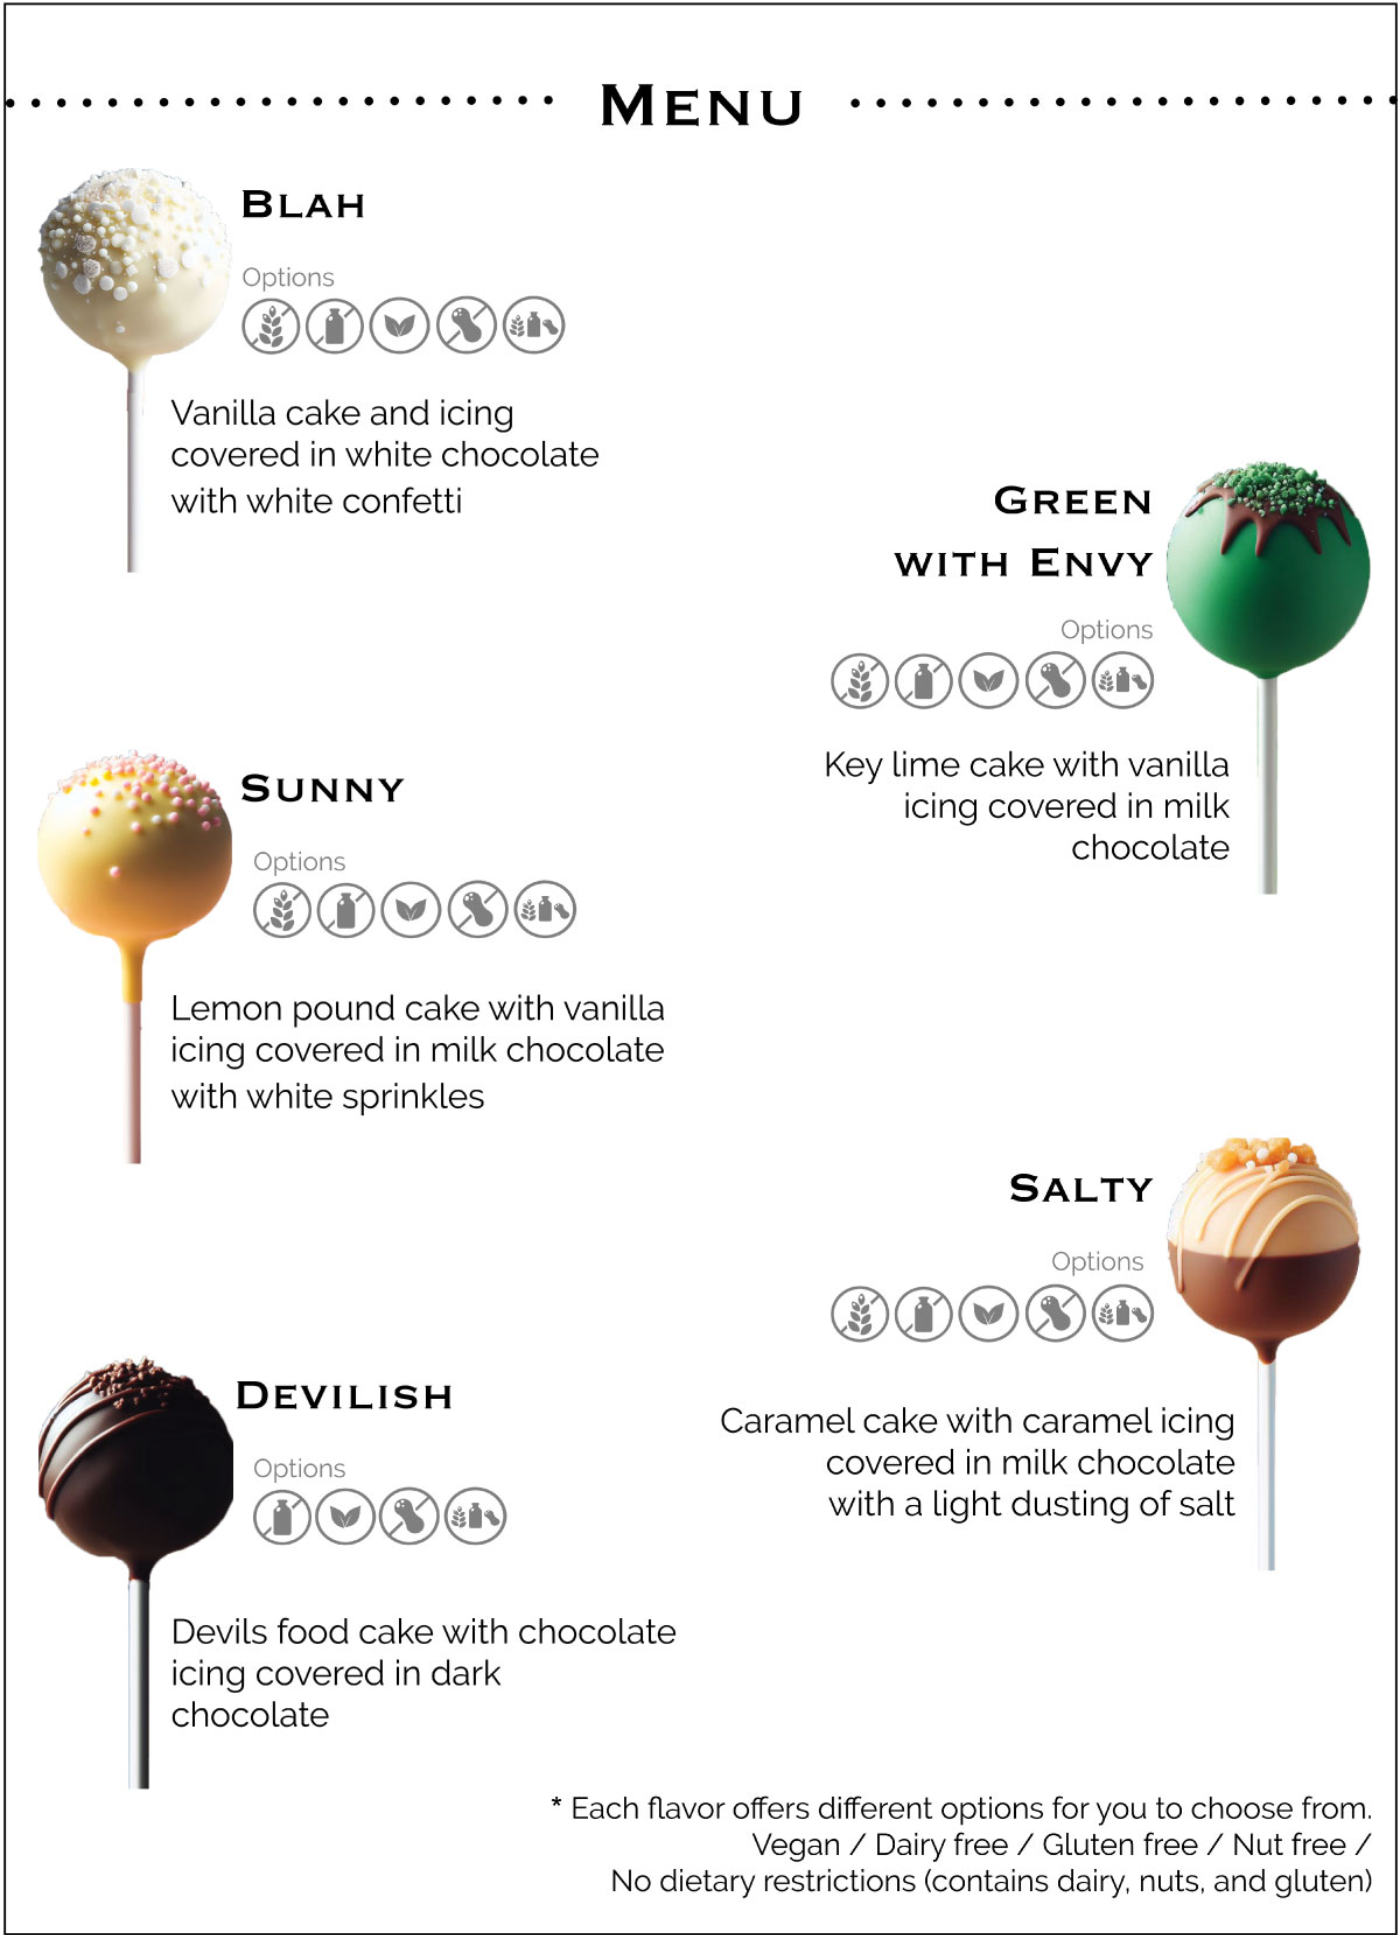 MENU
BLAH
Options
Vanilla cake and icing
covered in white chocolate
with white confetti
GREEN
WITH ENVY
Options
Key lime cake with vanilla
icing covered in milk
chocolate
SUNNY
Options
Lemon pound cake with vanilla
icing covered in milk chocolate
with white sprinkles
SALTY
Options
Caramel cake with caramel icing
covered in milk chocolate
with a light dusting of salt
DEVILISH
Options
Devils food cake with chocolate
icing covered in dark
chocolate
* Each flavor offers different options for you to choose from.
Vegan / Dairy free / Gluten free / Nut free /
No dietary restrictions (contains dairy, nuts, and gluten)